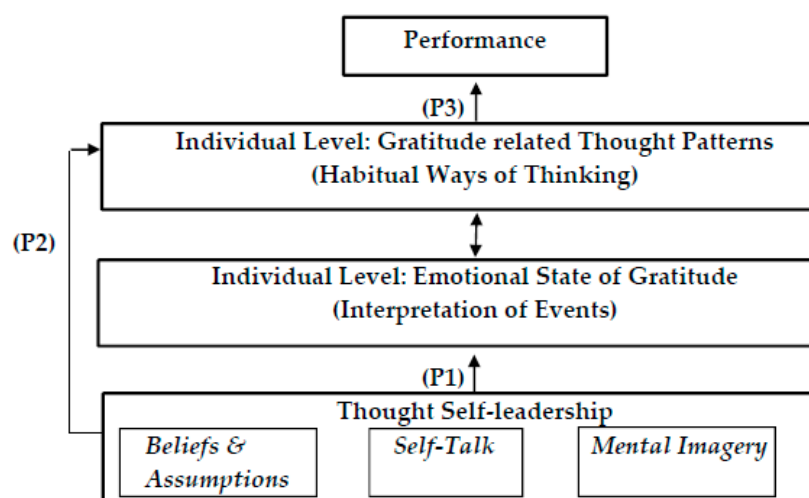 Performance
(P3)
Individual Level: Gratitude related Thought Patterns
(Habitual Ways of Thinking)
(P2)
Individual Level: Emotional State of Gratitude
(Interpretation of Events)
(P1)
Thought Self-leadership
Beliefs &
Assumptions
Self-Talk
Mental Imagery